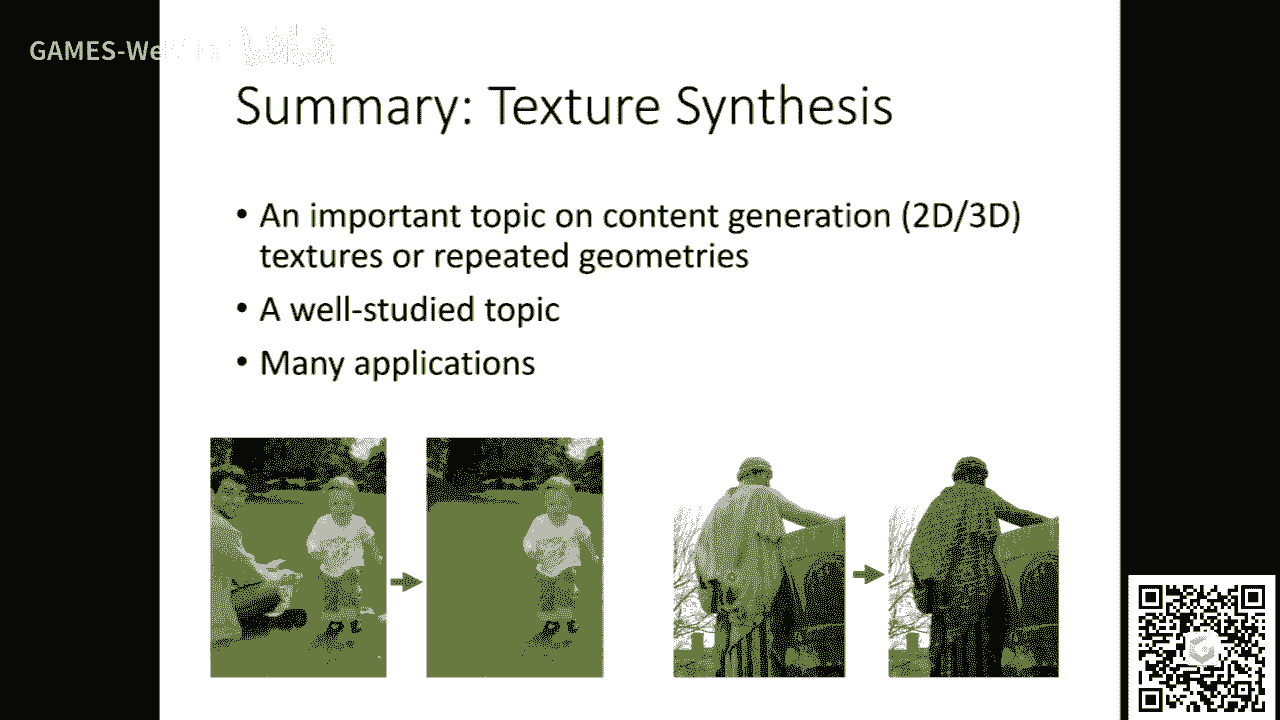 GAMES-We
Summary: Texture Synthesis
• An important topic on content generation (2D/3D)
textures or repeated geometries
• A well-studied topic
• Many applications